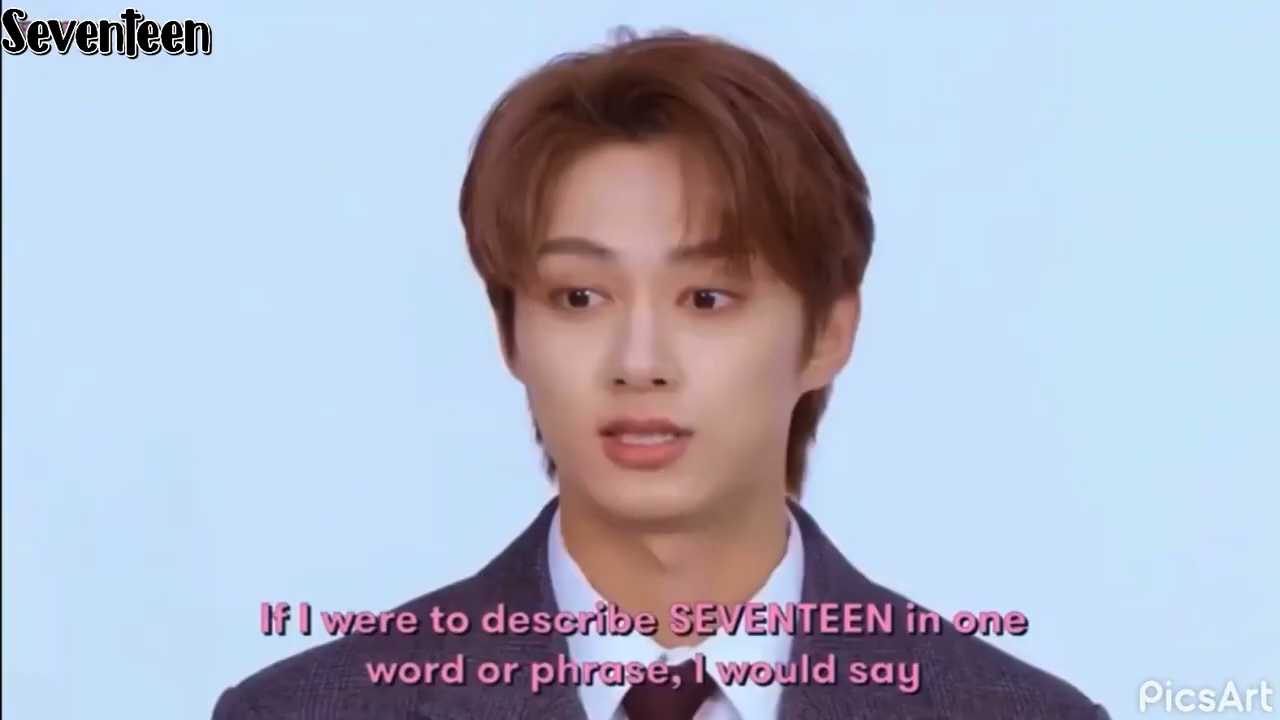 Seventeen
If I were to describe SEVENTEEN in one
word or phrase, I would say
PicsArt